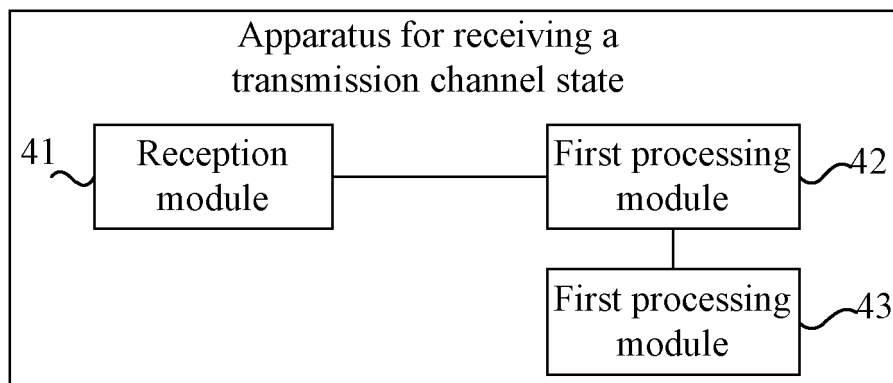 Apparatus for receiving a
transmission channel state
41
Reception
module
First processing
module
42
First processing
module
43